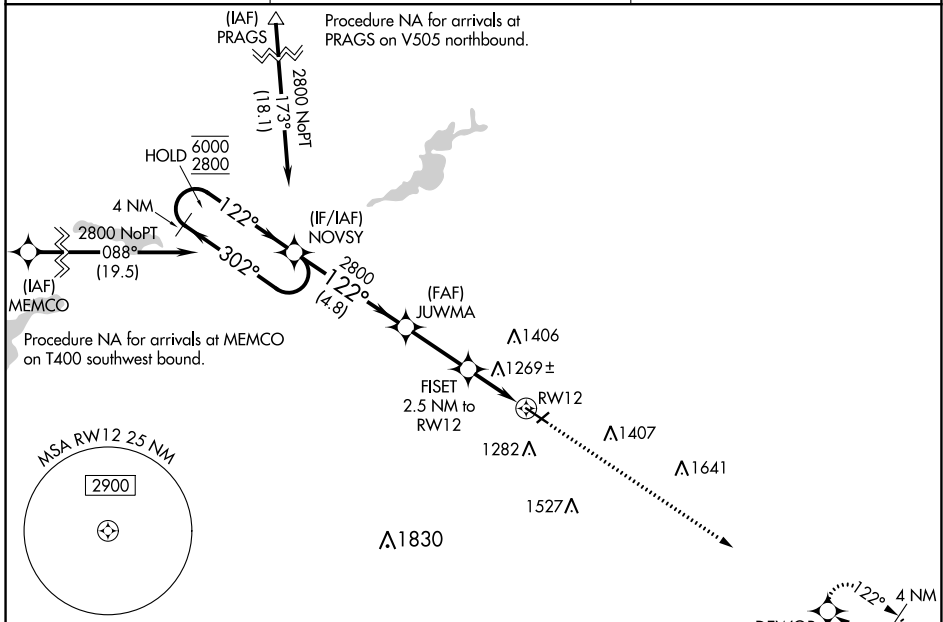 (IAF)
PRAGS
Procedure NA for arrivals at
PRAGS on V505 northbound.
2800 NoPT
173°
(18.1)
HOLD
6000
2800
4 NM
122°
302°
(IF/IAF)
NOVSY
2800 NoPT
088°
(19.5)
(IAF)
MEMCO
2800
122°
(4.8)
(FAF)
JUWMA
Procedure NA for arrivals at MEMCO
on T400 southwest bound.
1406
1269±
FISET
2.5 NM to
RW12
RW12
1282
1407
1641
1527
1830
MSA RW12 25 NM
2900
122°
4 NM